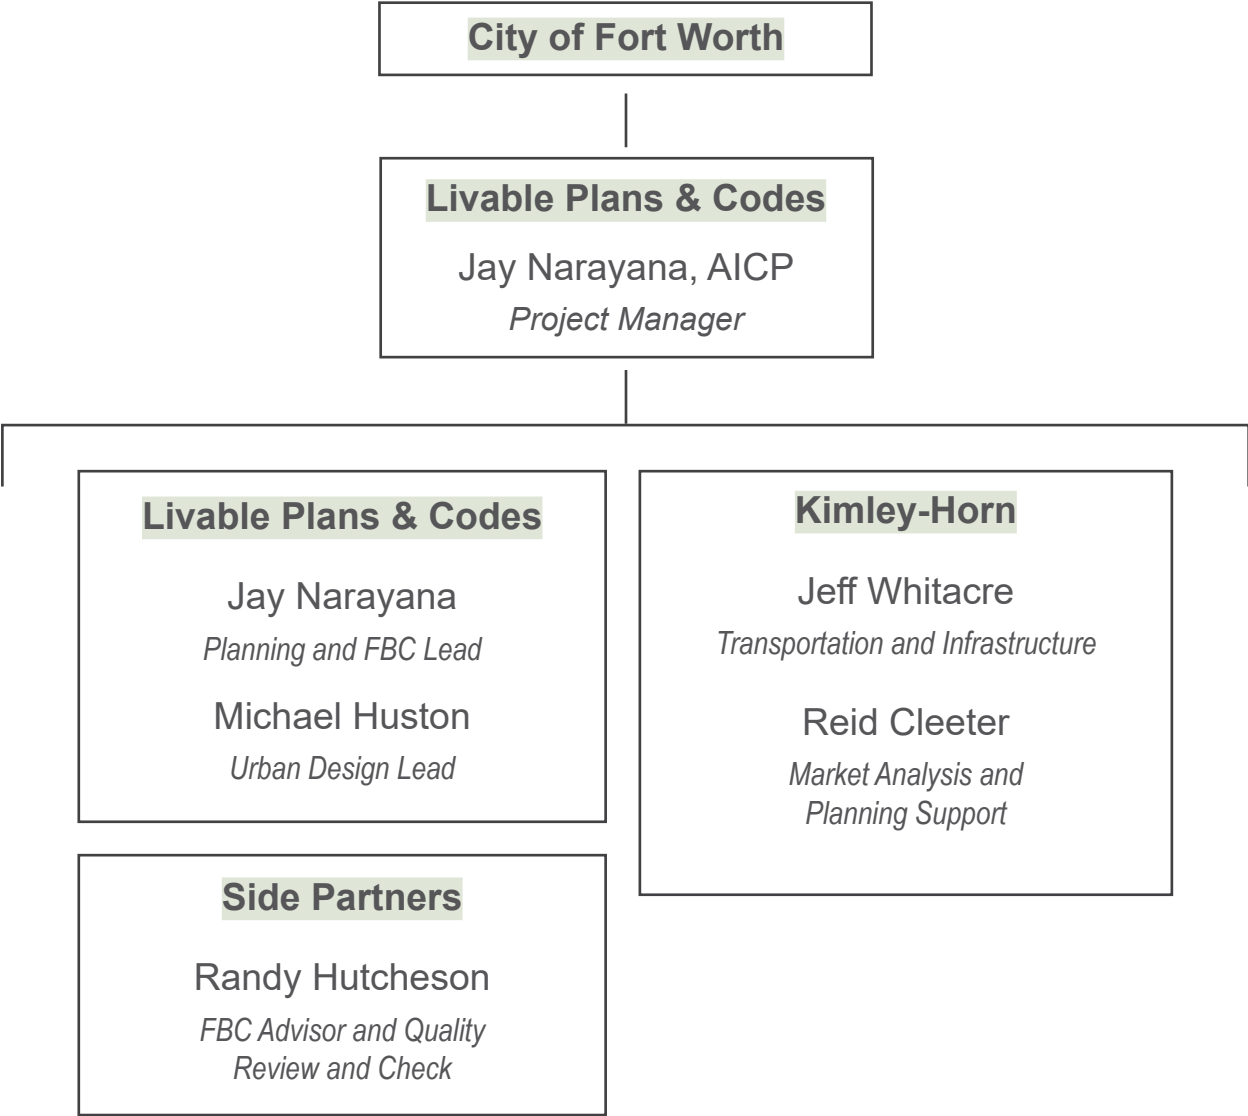 City of Fort Worth
Livable Plans & Codes
Jay Narayana, AICP
Project Manager
Livable Plans & Codes
Jay Narayana
Planning and FBC Lead
Michael Huston
Urban Design Lead
Kimley-Horn
Jeff Whitacre
Transportation and Infrastructure
Reid Cleeter
Market Analysis and
Planning Support
Side Partners
Randy Hutcheson
FBC Advisor and Quality
Review and Check